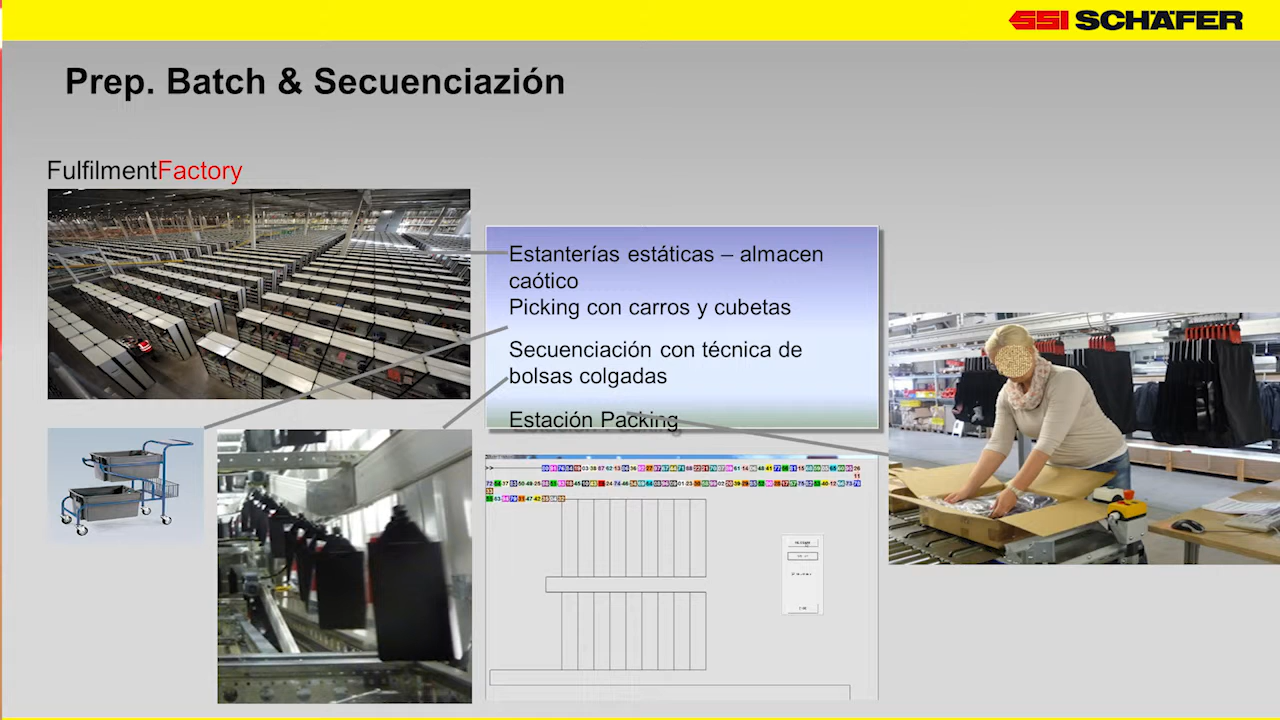 SSI SCHÄFER
Prep. Batch & Secuenciazión
FulfilmentFactory
Estanterías estáticas – almacen
caótico
Picking con carros y cubetas
Secuenciación con técnica de
bolsas colgadas
Estación Packing